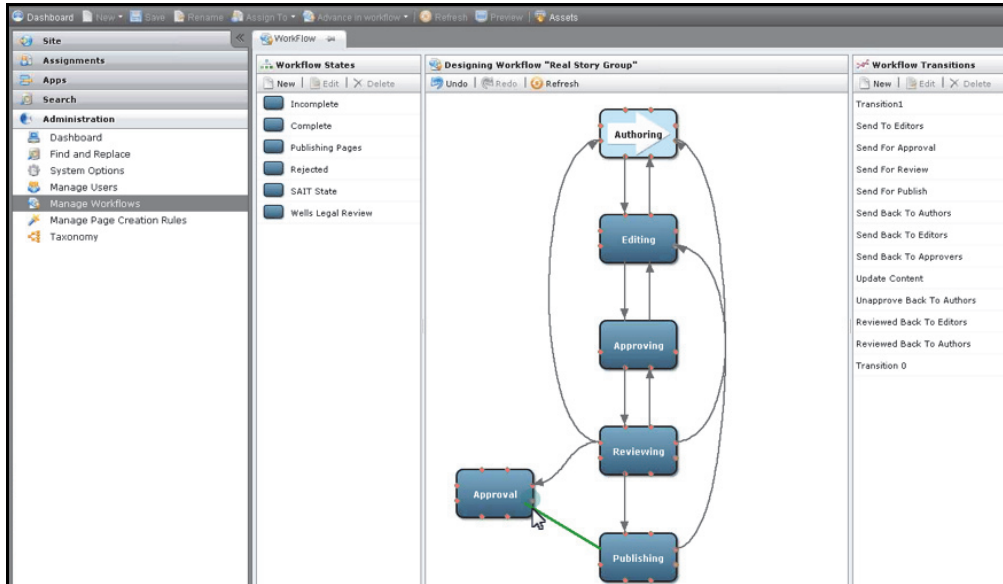 Dashboard New Save Rename Assign To Advance in workflow Refresh Preview Assets
Site
Assignments
Apps
Search
Administration
Dashboard
Find and Replace
System Options
Manage Users
Manage Workflows
Manage Page Creation Rules
Taxonomy
WorkFlow
Workflow States
New Edit Delete
Incomplete
Complete
Publishing Pages
Rejected
SAIT State
Wells Legal Review
Designing Workflow "Real Story Group"
Undo Redo Refresh
Authoring
Editing
Approving
Reviewing
Approval
Publishing
Workflow Transitions
New Edit Delete
Transition1
Send To Editors
Send For Approval
Send For Review
Send For Publish
Send Back To Authors
Send Back To Editors
Send Back To Approvers
Update Content
Unapprove Back To Authors
Reviewed Back To Editors
Reviewed Back To Authors
Transition 0